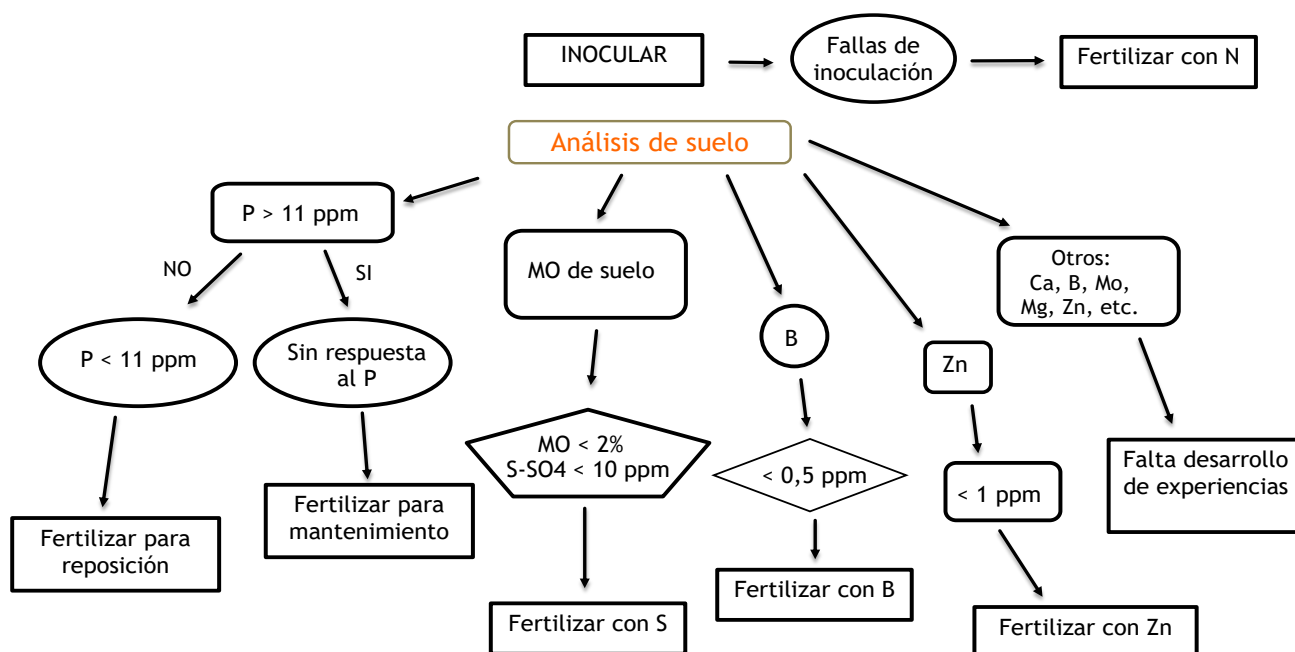 INOCULAR
Fallas de
inoculación
Fertilizar con N
Análisis de suelo
P > 11 ppm
NO
SI
P < 11 ppm
Sin respuesta
al P
Fertilizar para
reposición
Fertilizar para
mantenimiento
MO de suelo
MO < 2%
S-SO4 < 10 ppm
Fertilizar con S
B
< 0,5 ppm
Fertilizar con B
Zn
< 1 ppm
Fertilizar con Zn
Otros:
Ca, B, Mo,
Mg, Zn, etc.
Falta desarrollo
de experiencias